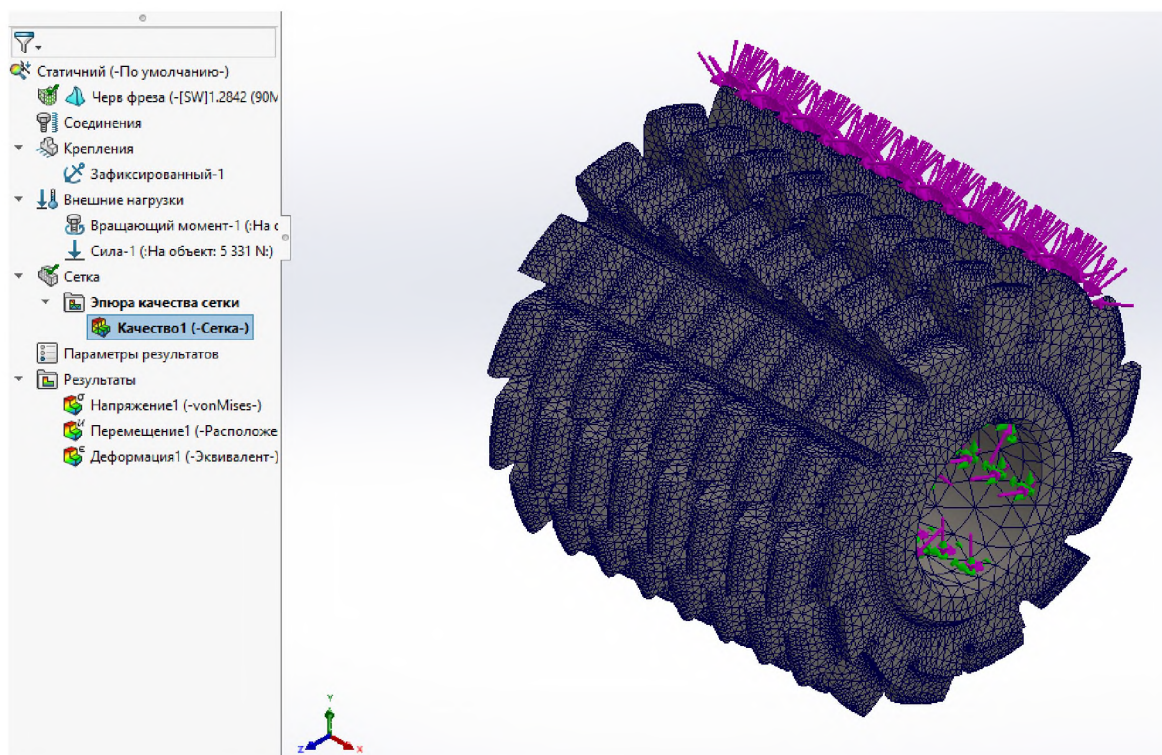 Статичний (-По умолчанию-)
Черв фреза (-[SW]1.2842 (90M
Соединения
Крепления
Зафиксированный-1
Внешние нагрузки
Вращающий момент-1 (:На с
Сила-1 (:На объект: 5 331 N:)
Сетка
Эпюра качества сетки
Качество1 (-Сетка-)
Параметры результатов
Результаты
Напряжение1 (-vonMises-)
Перемещение1 (-Расположе
Деформация1 (-Эквивалент-)
Y
Z
X